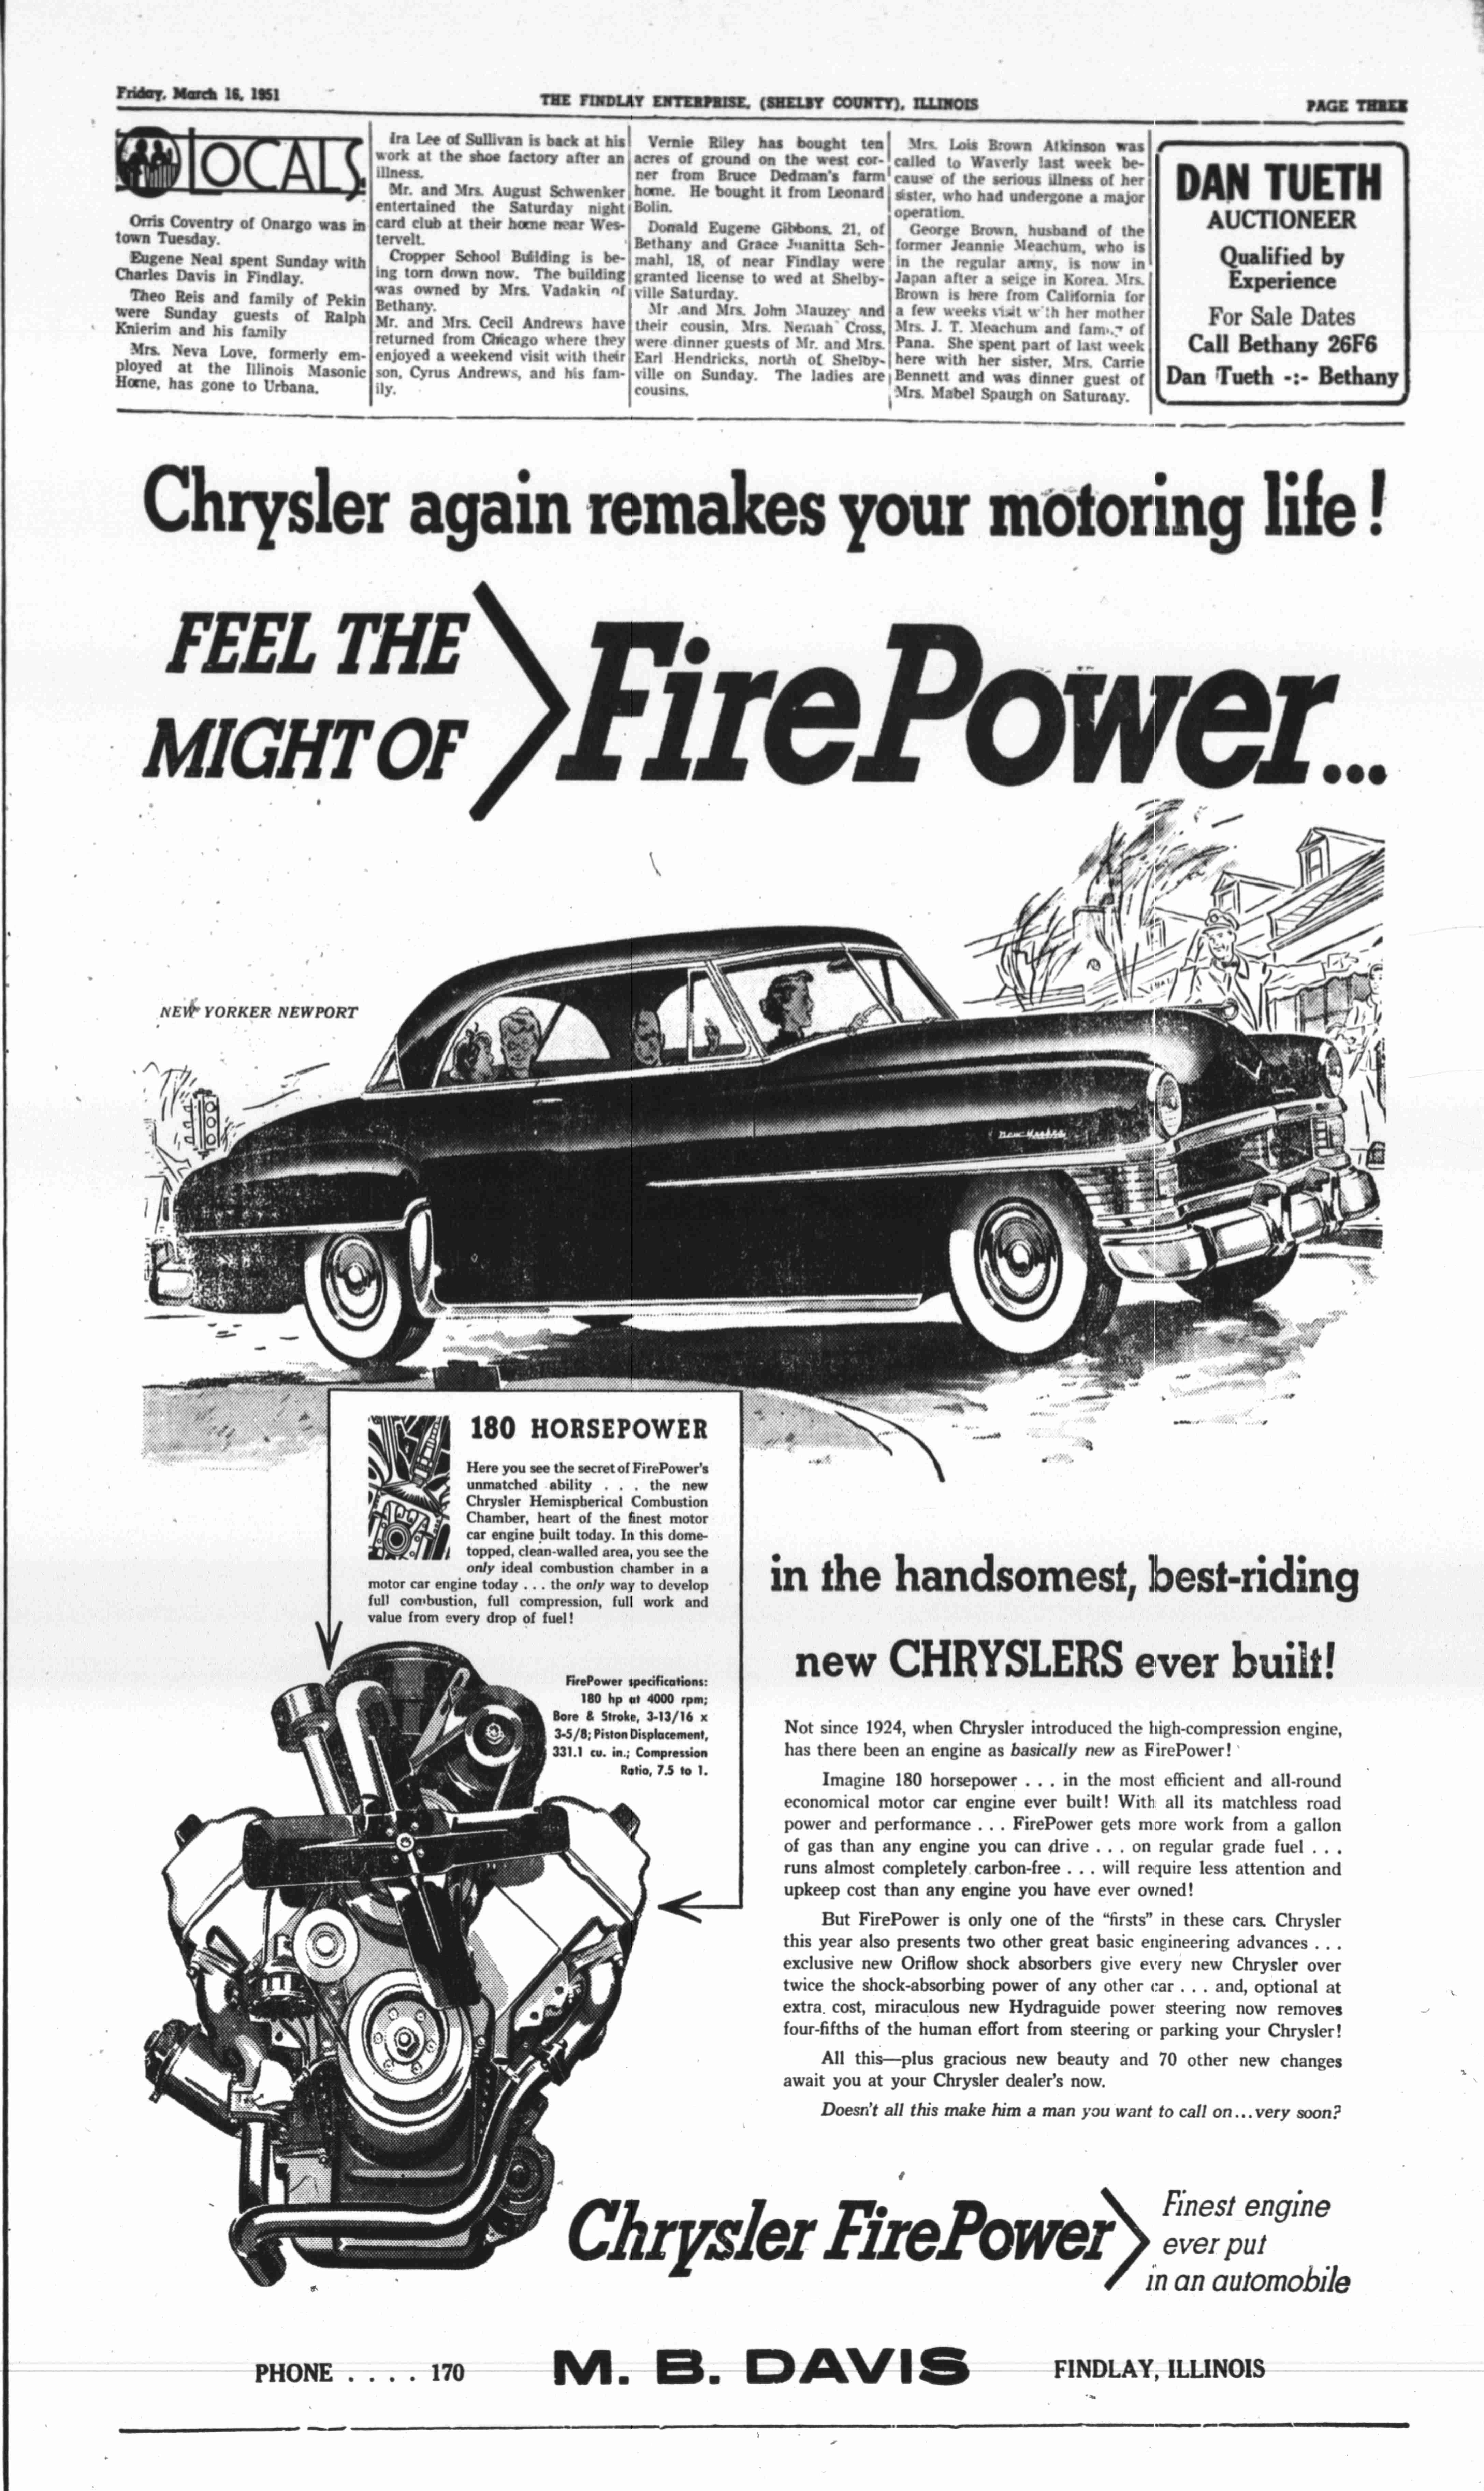 Friday, March 16, 1951
THE FINDLAY ENTERPRISE, (SHELBY COUNTY), ILLINOIS
PAGE THREE
LOCALS
Orris Coventry of Onargo was in
town Tuesday.
Eugene Neal spent Sunday with
Charles Davis in Findlay.
Theo Reis and family of Pekin
were Sunday guests of Ralph
Knierim and his family
Mrs. Neva Love, formerly em-
ployed at the Illinois Masonic
Home, has gone to Urbana.
Ira Lee of Sullivan is back at his
work at the shoe factory after an
illness.
Mr. and Mrs. August Schwenker
entertained the Saturday night
card club at their home near Wes-
tervelt.
Cropper School Building is be-
ing torn down now. The building
was owned by Mrs. Vadakin of
Bethany.
Mr. and Mrs. Cecil Andrews have
returned from Chicago where they
enjoyed a weekend visit with their
son, Cyrus Andrews, and his fam-
ily.
Vernie Riley has bought ten
acres of ground on the west cor-
ner from Bruce Dedman's farm
home. He bought it from Leonard
Bolin.
Donald Eugene Gibbons, 21, of
Bethany and Grace Juanitta Sch-
mahl, 18, of near Findlay were
granted license to wed at Shelby-
ville Saturday.
Mr .and Mrs. John Mauzey and
their cousin, Mrs. Nemah Cross,
were dinner guests of Mr. and Mrs.
Earl Hendricks, north of Shelby-
ville on Sunday. The ladies are
cousins.
Mrs. Lois Brown Atkinson was
called to Waverly last week be-
cause of the serious illness of her
sister, who had undergone a major
operation.
George Brown, husband of the
former Jeannie Meachum, who is
in the regular army, is now in
Japan after a seige in Korea. Mrs.
Brown is here from California for
a few weeks visit with her mother
Mrs. J. T. Meachum and family of
Pana. She spent part of last week
here with her sister, Mrs. Carrie
Bennett and was dinner guest of
Mrs. Mabel Spaugh on Saturday.
DAN TUETH
AUCTIONEER
Qualified by
Experience
For Sale Dates
Call Bethany 26F6
Dan Tueth -:- Bethany
Chrysler again remakes your motoring life!
FEEL THE
MIGHT OF
FirePower...
NEW YORKER NEWPORT
New Yorker
180 HORSEPOWER
Here you see the secret of FirePower's
unmatched ability . . . the new
Chrysler Hemispherical Combustion
Chamber, heart of the finest motor
car engine built today. In this dome-
topped, clean-walled area, you see the
only ideal combustion chamber in a
motor car engine today . . . the only way to develop
full combustion, full compression, full work and
value from every drop of fuel!
FirePower specifications:
180 hp at 4000 rpm;
Bore & Stroke, 3-13/16 x
3-5/8; Piston Displacement,
331.1 cu. in.; Compression
Ratio, 7.5 to 1.
in the handsomest, best-riding
new CHRYSLERS ever built!
Not since 1924, when Chrysler introduced the high-compression engine,
has there been an engine as basically new as FirePower!
Imagine 180 horsepower . . . in the most efficient and all-round
economical motor car engine ever built! With all its matchless road
power and performance . . . FirePower gets more work from a gallon
of gas than any engine you can drive . . . on regular grade fuel . . .
runs almost completely carbon-free . . . will require less attention and
upkeep cost than any engine you have ever owned!
But FirePower is only one of the "firsts" in these cars. Chrysler
this year also presents two other great basic engineering advances . . .
exclusive new Oriflow shock absorbers give every new Chrysler over
twice the shock-absorbing power of any other car . . . and, optional at
extra cost, miraculous new Hydraguide power steering now removes
four-fifths of the human effort from steering or parking your Chrysler!
All this—plus gracious new beauty and 70 other new changes
await you at your Chrysler dealer's now.
Doesn't all this make him a man you want to call on...very soon?
Chrysler FirePower
Finest engine
ever put
in an automobile
PHONE . . . . 170
M. B. DAVIS
FINDLAY, ILLINOIS